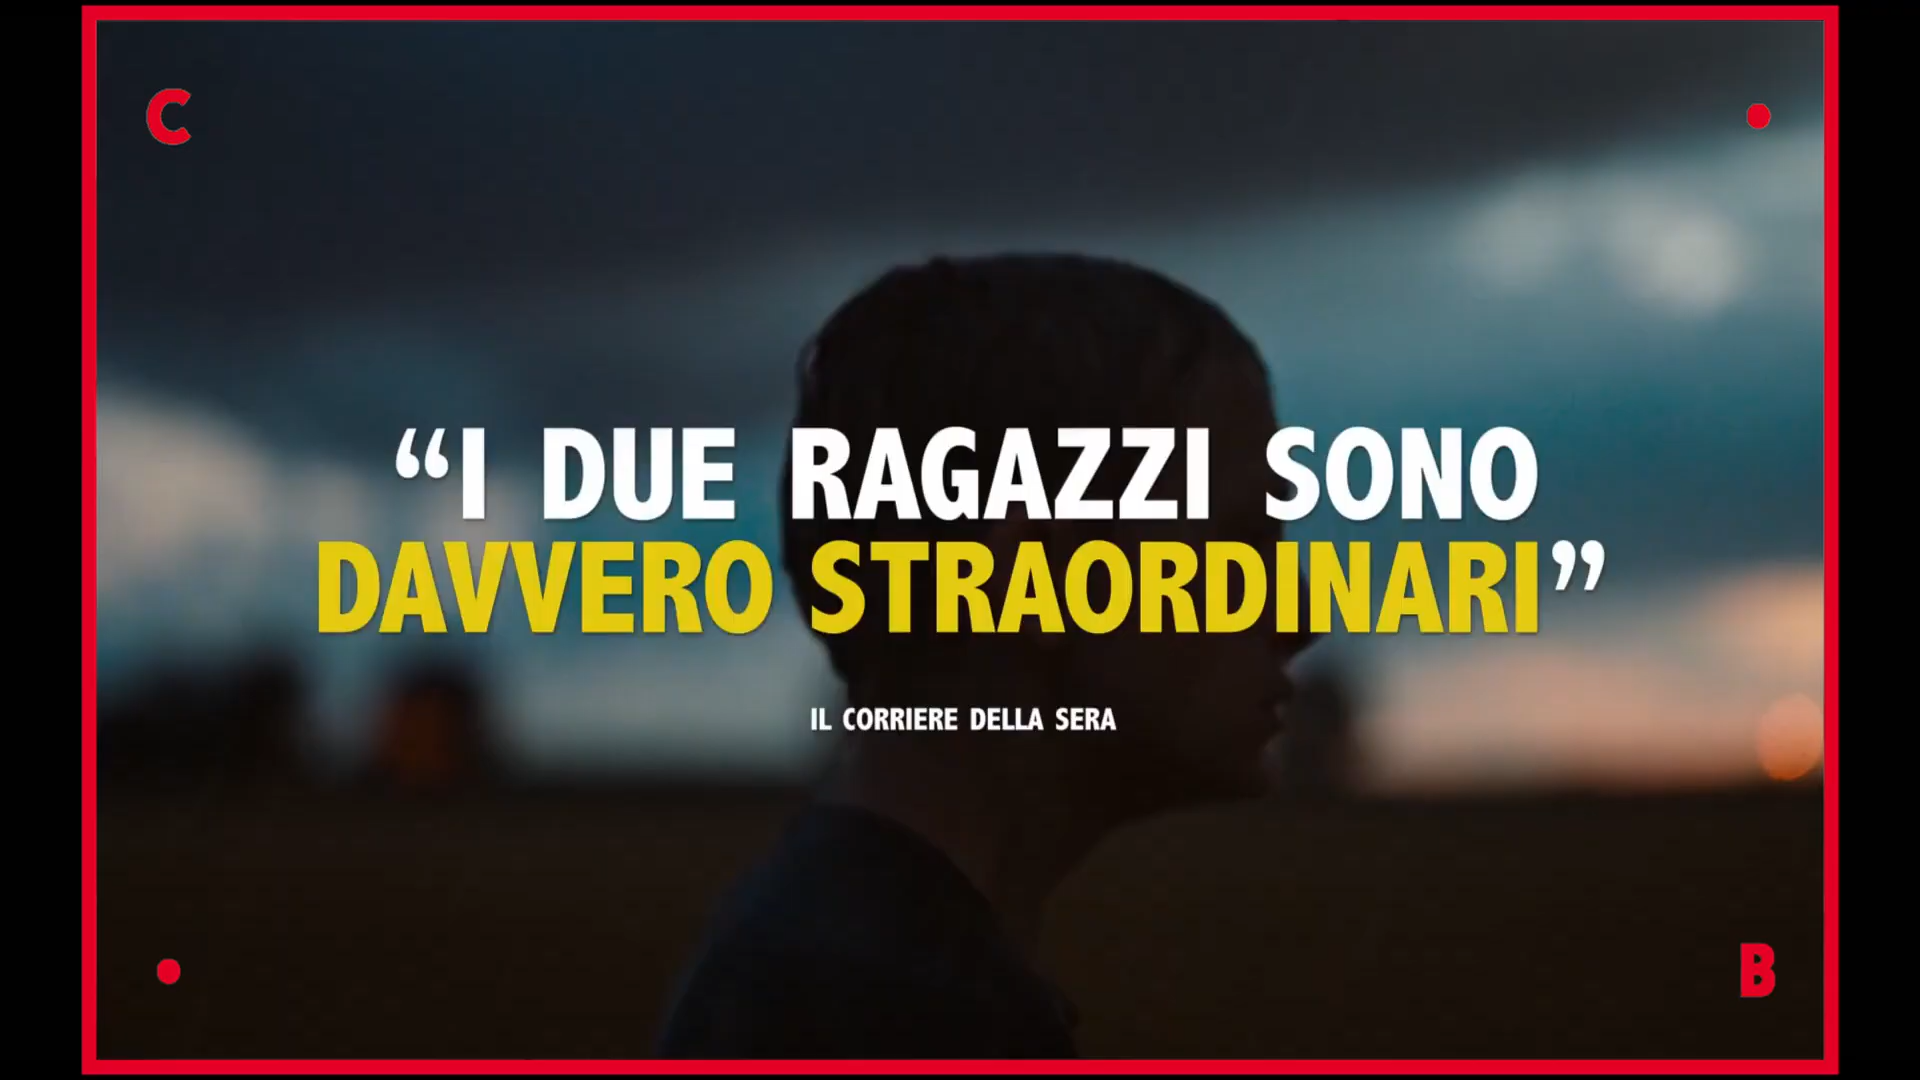 C
“I DUE RAGAZZI SONO
DAVVERO STRAORDINARI”
IL CORRIERE DELLA SERA
B